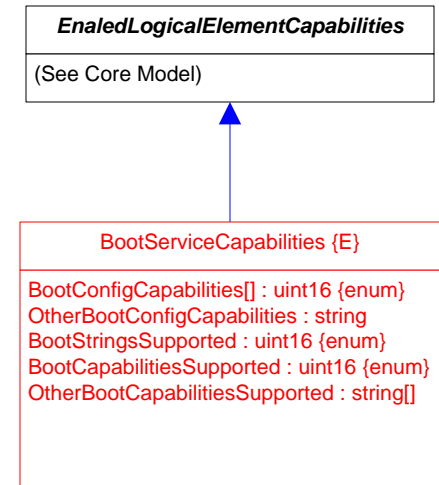 EnaledLogicalElementCapabilities
(See Core Model)
BootServiceCapabilities {E}
BootConfigCapabilities[] : uint16 {enum}
OtherBootConfigCapabilities : string
BootStringsSupported : uint16 {enum}
BootCapabilitiesSupported : uint16 {enum}
OtherBootCapabilitiesSupported : string[]